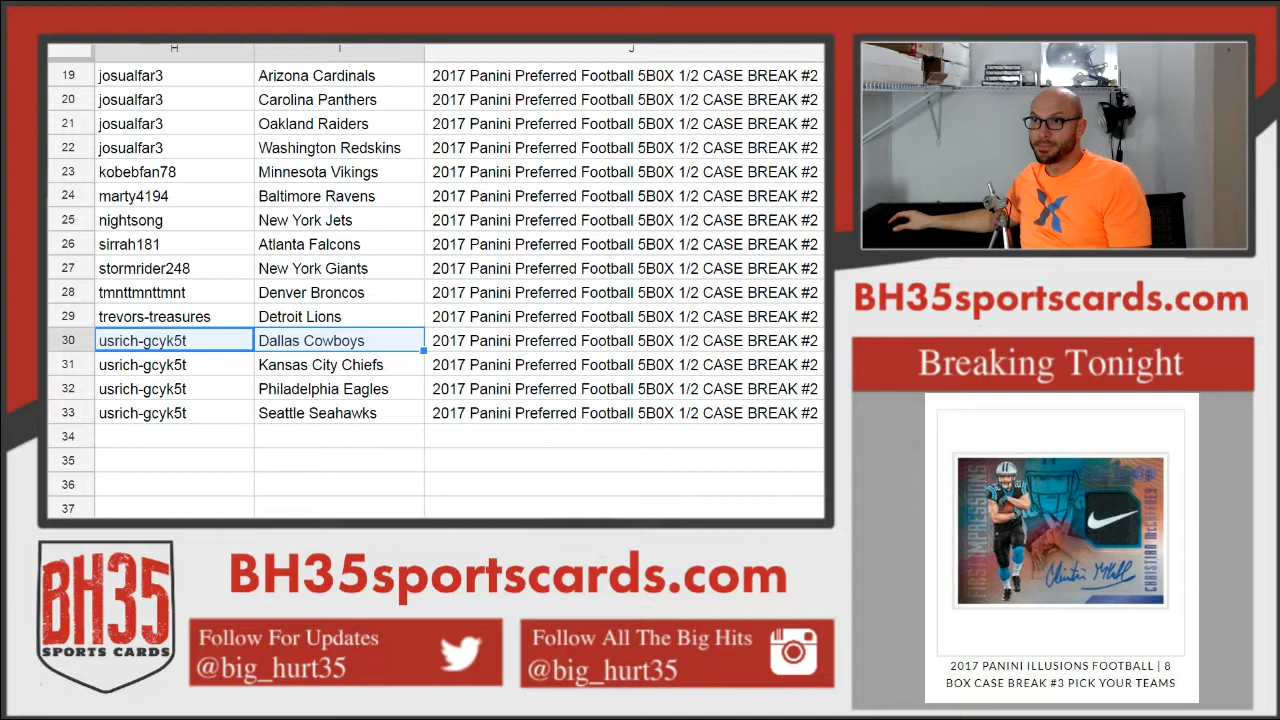 H I J
19 josualfar3 Arizona Cardinals 2017 Panini Preferred Football 5B0X 1/2 CASE BREAK #2
20 josualfar3 Carolina Panthers 2017 Panini Preferred Football 5B0X 1/2 CASE BREAK #2
21 josualfar3 Oakland Raiders 2017 Panini Preferred Football 5B0X 1/2 CASE BREAK #2
22 josualfar3 Washington Redskins 2017 Panini Preferred Football 5B0X 1/2 CASE BREAK #2
23 kobebfan78 Minnesota Vikings 2017 Panini Preferred Football 5B0X 1/2 CASE BREAK #2
24 marty4194 Baltimore Ravens 2017 Panini Preferred Football 5B0X 1/2 CASE BREAK #2
25 nightsong New York Jets 2017 Panini Preferred Football 5B0X 1/2 CASE BREAK #2
26 sirrah181 Atlanta Falcons 2017 Panini Preferred Football 5B0X 1/2 CASE BREAK #2
27 stormrider248 New York Giants 2017 Panini Preferred Football 5B0X 1/2 CASE BREAK #2
28 tmnttmnttmnt Denver Broncos 2017 Panini Preferred Football 5B0X 1/2 CASE BREAK #2
29 trevors-treasures Detroit Lions 2017 Panini Preferred Football 5B0X 1/2 CASE BREAK #2
30 usrich-gcyk5t Dallas Cowboys 2017 Panini Preferred Football 5B0X 1/2 CASE BREAK #2
31 usrich-gcyk5t Kansas City Chiefs 2017 Panini Preferred Football 5B0X 1/2 CASE BREAK #2
32 usrich-gcyk5t Philadelphia Eagles 2017 Panini Preferred Football 5B0X 1/2 CASE BREAK #2
33 usrich-gcyk5t Seattle Seahawks 2017 Panini Preferred Football 5B0X 1/2 CASE BREAK #2
34
35
36
37
BH35sportscards.com
Breaking Tonight
FIRST IMPRESSIONS
CHRISTIAN McCAFFREY
2017 PANINI ILLUSIONS FOOTBALL | 8
BOX CASE BREAK #3 PICK YOUR TEAMS
BH35
SPORTS CARDS
BH35sportscards.com
Follow For Updates
@big_hurt35
Follow All The Big Hits
@big_hurt35